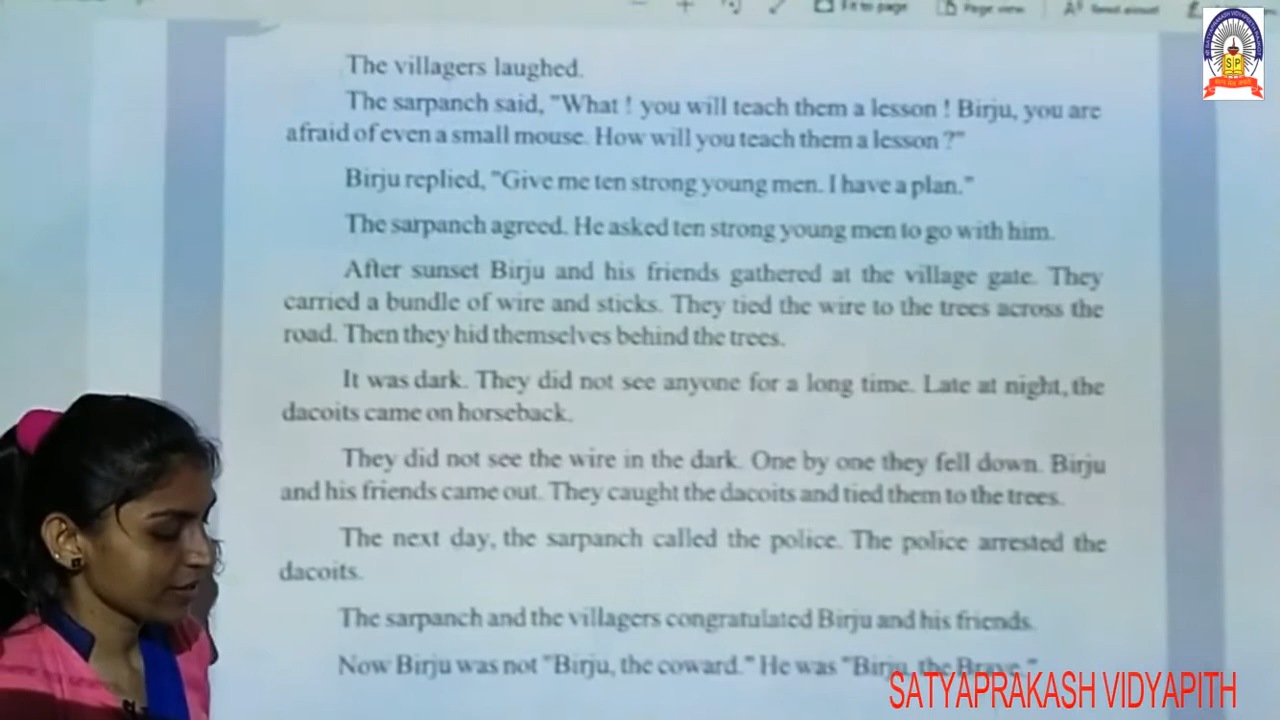 Fit to page
Page view
Read aloud
The villagers laughed.
The sarpanch said, "What ! you will teach them a lesson ! Birju, you are
afraid of even a small mouse. How will you teach them a lesson ?"
Birju replied, "Give me ten strong young men. I have a plan."
The sarpanch agreed. He asked ten strong young men to go with him.
After sunset Birju and his friends gathered at the village gate. They
carried a bundle of wire and sticks. They tied the wire to the trees across the
road. Then they hid themselves behind the trees.
It was dark. They did not see anyone for a long time. Late at night, the
dacoits came on horseback.
They did not see the wire in the dark. One by one they fell down. Birju
and his friends came out. They caught the dacoits and tied them to the trees.
The next day, the sarpanch called the police. The police arrested the
dacoits.
The sarpanch and the villagers congratulated Birju and his friends.
Now Birju was not "Birju, the coward." He was "Birju, the Brave."
SP
SATYAPRAKASH VIDYAPITH